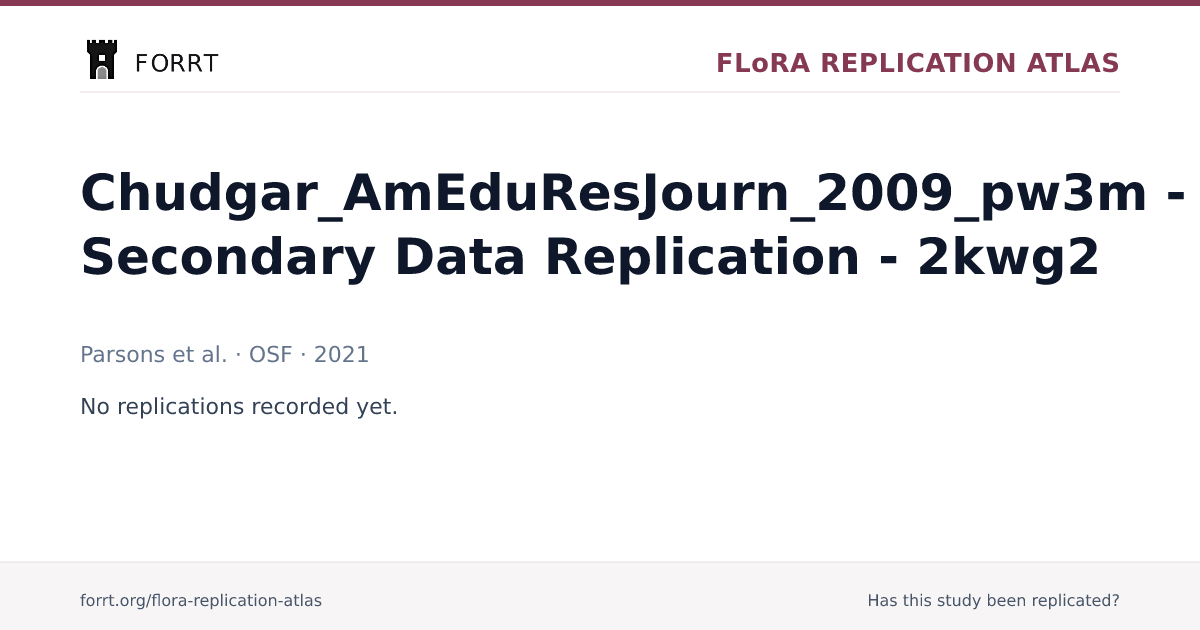 FORRT
FLoRA REPLICATION ATLAS
Chudgar_AmEduResJourn_2009_pw3m -
Secondary Data Replication - 2kwg2
Parsons et al. · OSF · 2021
No replications recorded yet.
forrt.org/flora-replication-atlas
Has this study been replicated?